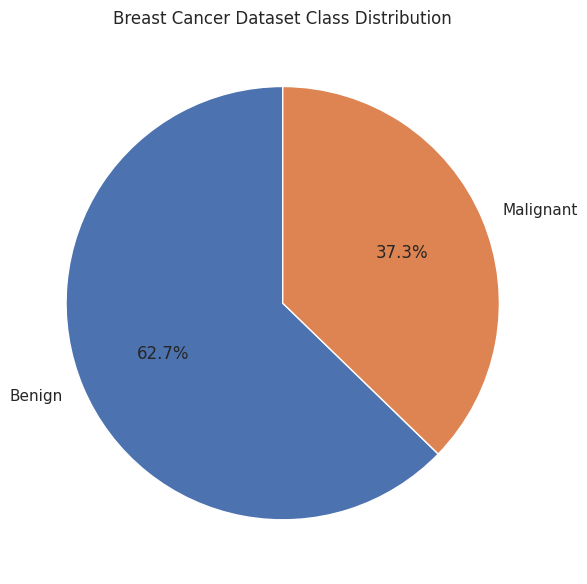 Breast Cancer Dataset Class Distribution
Malignant
37.3%
62.7%
Benign